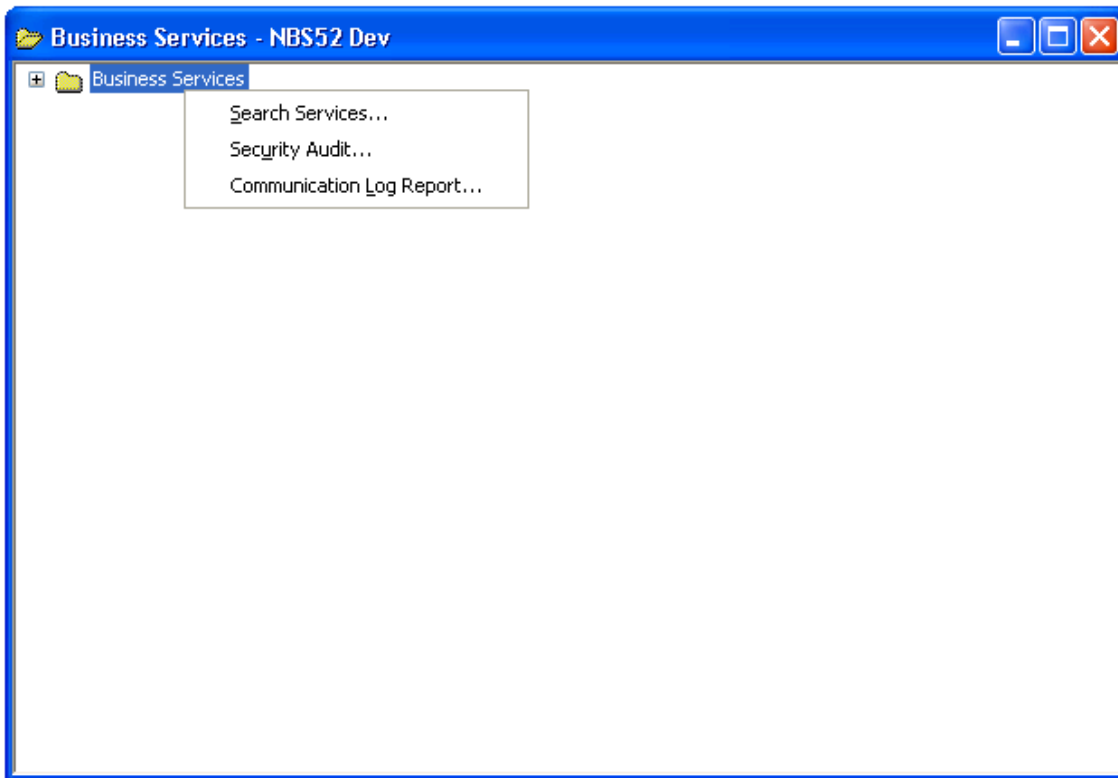 Business Services - NBS52 Dev
Business Services
Search Services...
Security Audit...
Communication Log Report...